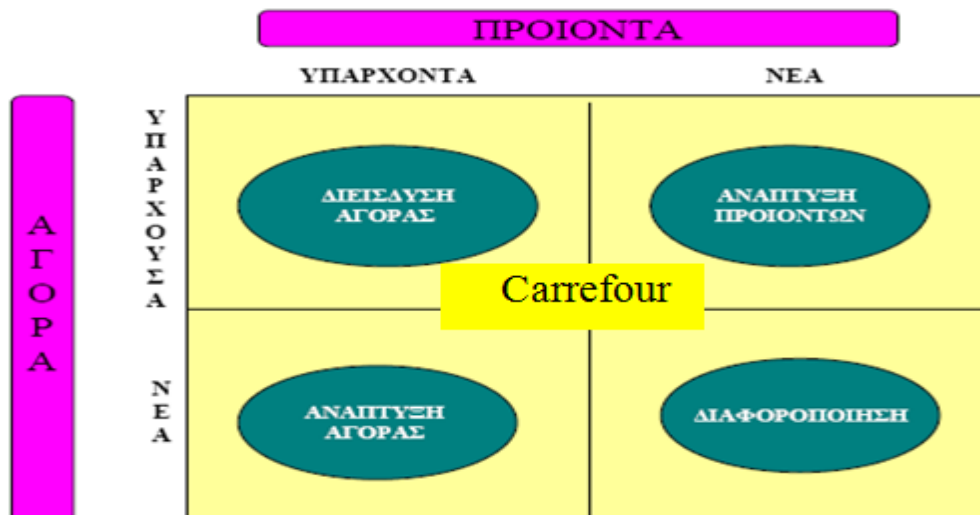 ΠΡΟΙΟΝΤΑ
ΥΠΑΡΧΟΝΤΑ
ΝΕΑ
ΑΓΟΡΑ
ΥΠΑΡΧΟΥΣΑ
ΔΙΕΙΣΔΥΣΗ
ΑΓΟΡΑΣ
ΑΝΑΠΤΥΞΗ
ΠΡΟΙΟΝΤΩΝ
Carrefour
ΝΕΑ
ΑΝΑΠΤΥΞΗ
ΑΓΟΡΑΣ
ΔΙΑΦΟΡΟΠΟΙΗΣΗ